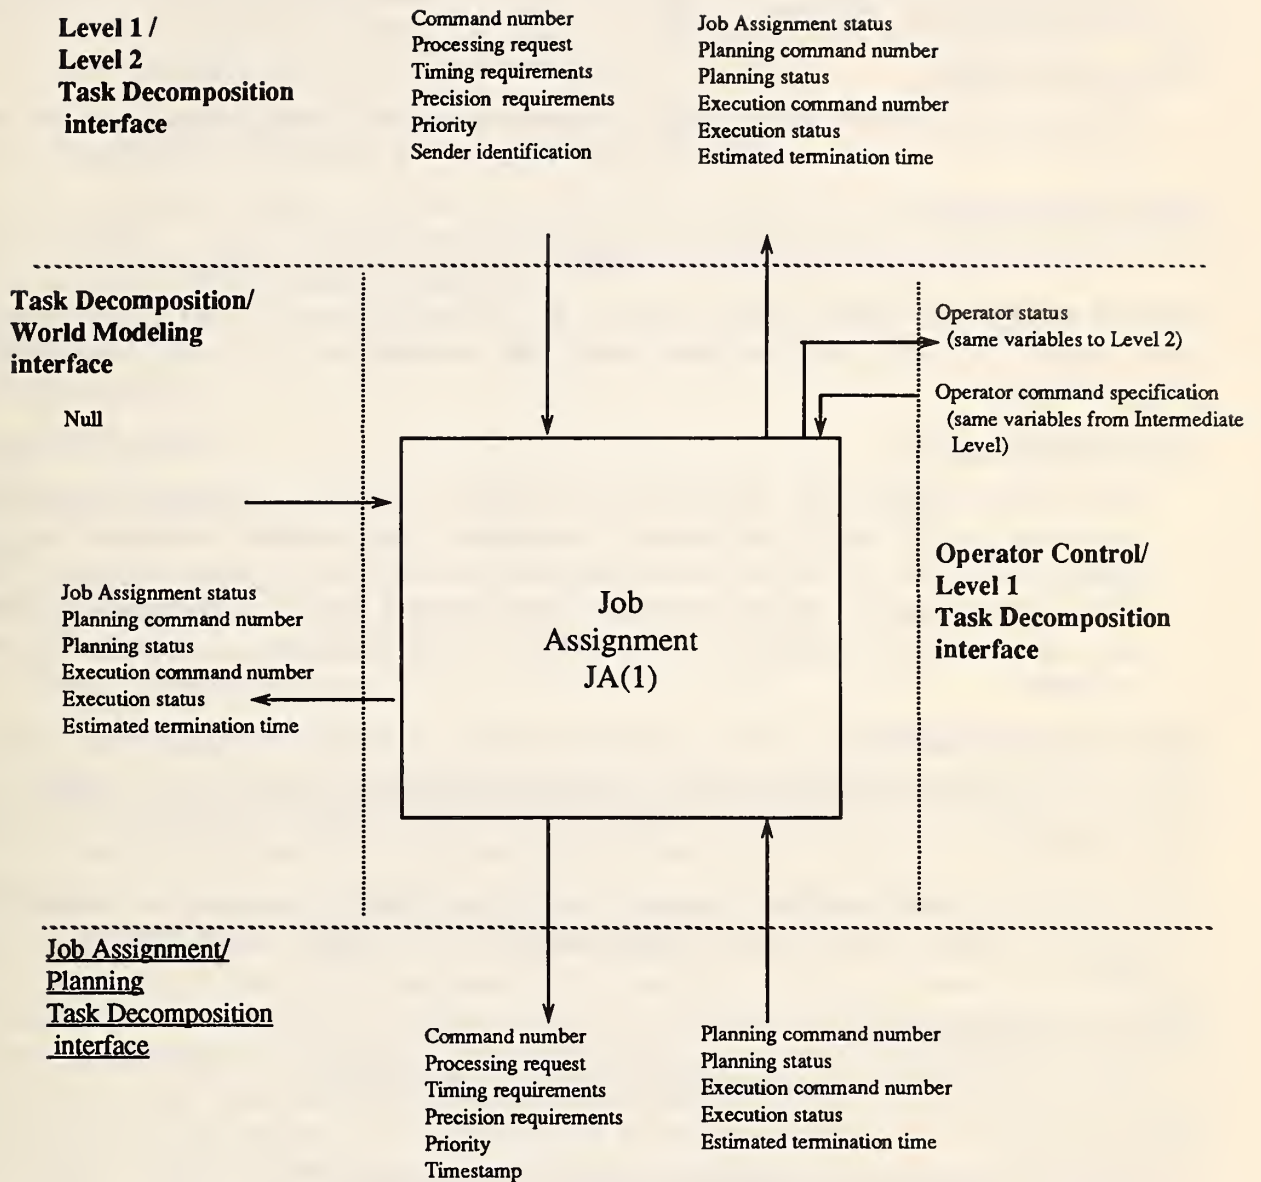 Level 1 /
Level 2
Task Decomposition
interface
Command number
Processing request
Timing requirements
Precision requirements
Priority
Sender identification
Job Assignment status
Planning command number
Planning status
Execution command number
Execution status
Estimated termination time
Task Decomposition/
World Modeling
interface
Null
Operator status
(same variables to Level 2)
Operator command specification
(same variables from Intermediate
Level)
Job Assignment status
Planning command number
Planning status
Execution command number
Execution status
Estimated termination time
Job
Assignment
JA(1)
Operator Control/
Level 1
Task Decomposition
interface
Job Assignment/
Planning
Task Decomposition
interface
Command number
Processing request
Timing requirements
Precision requirements
Priority
Timestamp
Planning command number
Planning status
Execution command number
Execution status
Estimated termination time